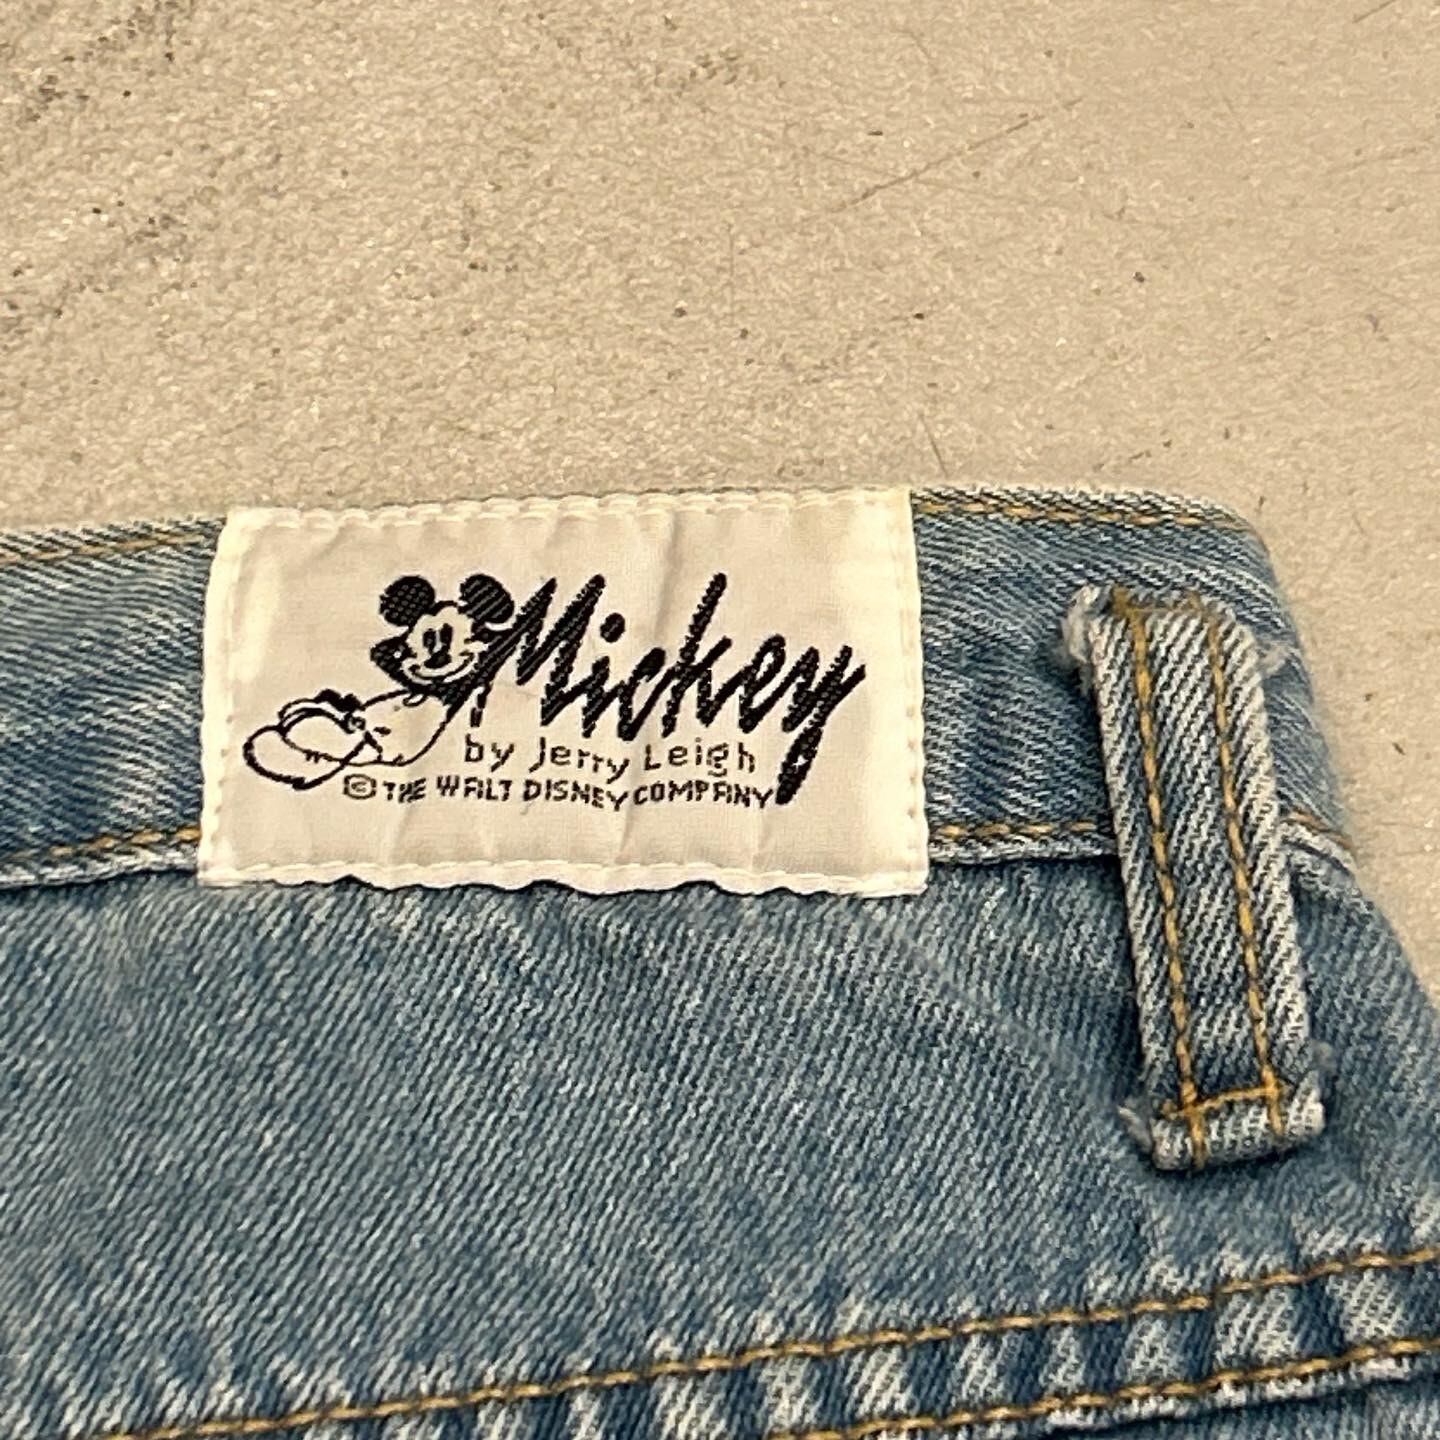 Mickey
by Jerry Leigh
© THE WALT DISNEY COMPANY